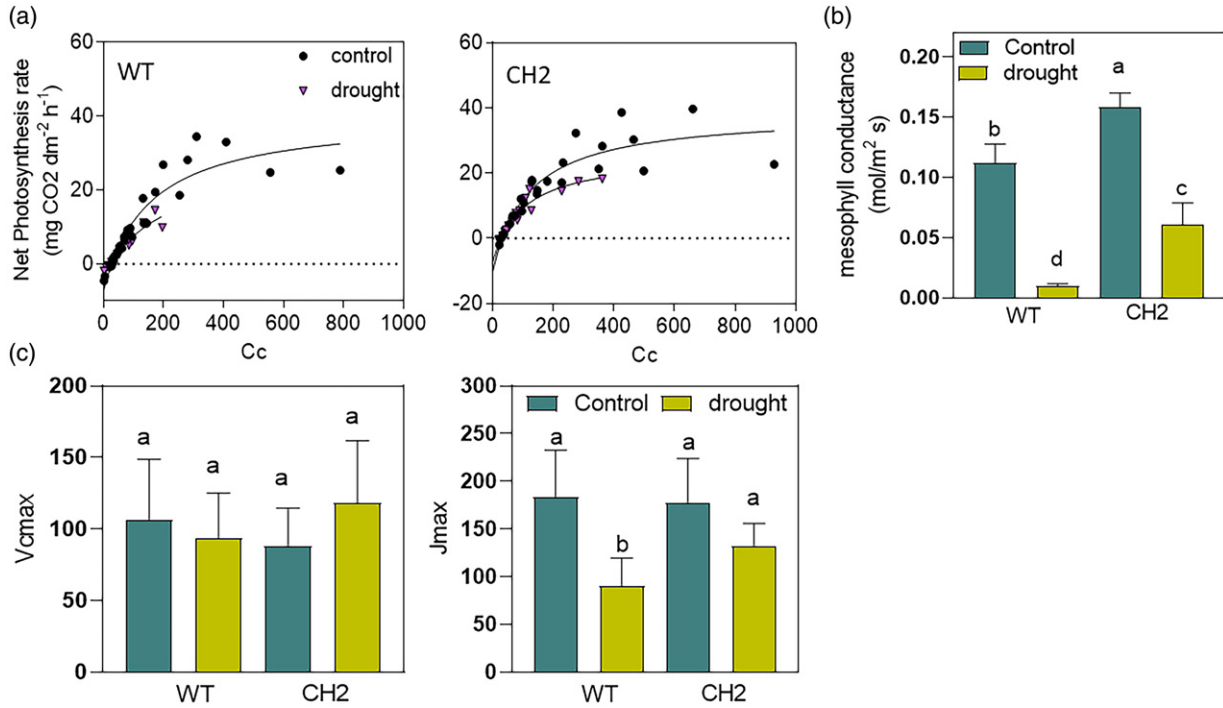 (a)
Net Photosynthesis rate
(mg CO2 dm-2 h-1)
60
40
20
0
WT
control
drought
0
200
400
600
800
1000
Cc
60
40
20
0
-20
CH2
0
200
400
600
800
1000
Cc
(b)
mesophyll conductance
(mol/m2 s)
0.20
0.15
0.10
0.05
0.00
Control
drought
b
d
a
c
WT
CH2
(c)
Vcmax
200
150
100
50
0
a
a
a
a
WT
CH2
Jmax
300
250
200
150
100
50
0
Control
drought
a
b
a
a
WT
CH2